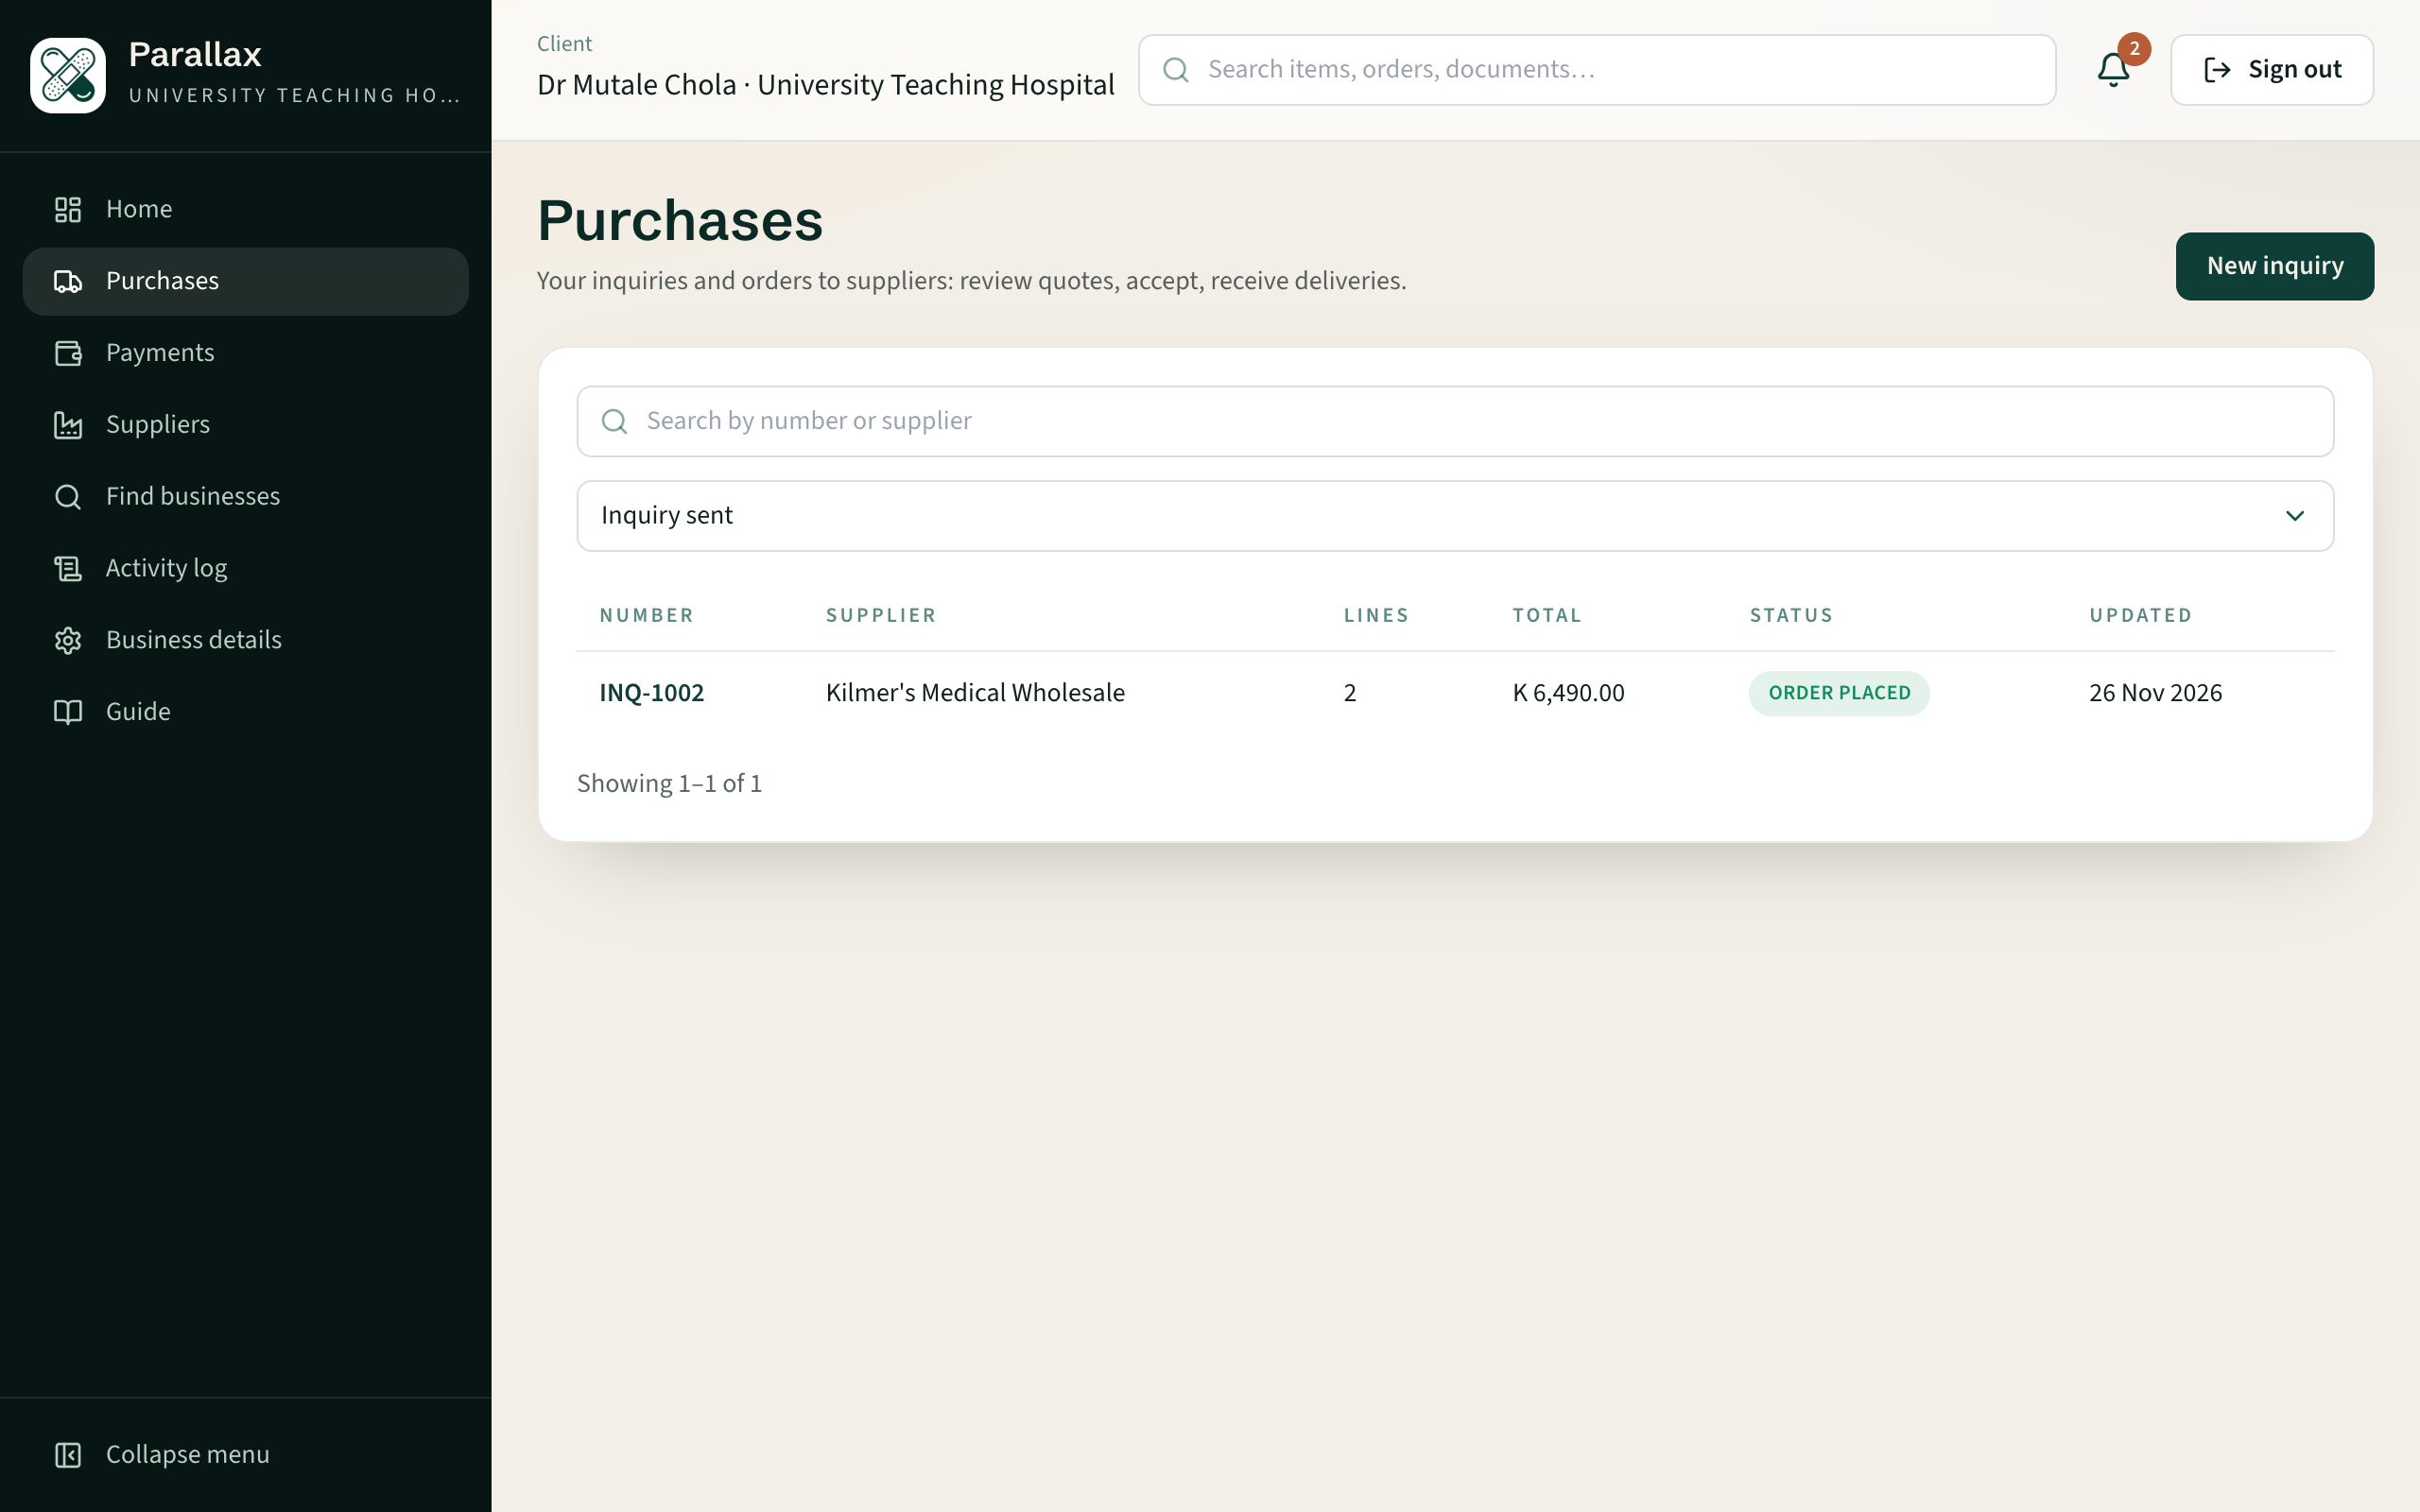 Parallax
UNIVERSITY TEACHING HO…
Home
Purchases
Payments
Suppliers
Find businesses
Activity log
Business details
Guide
Collapse menu
Client
Dr Mutale Chola · University Teaching Hospital
Search items, orders, documents…
2
Sign out
Purchases
Your inquiries and orders to suppliers: review quotes, accept, receive deliveries.
New inquiry
Search by number or supplier
Inquiry sent
NUMBER SUPPLIER LINES TOTAL STATUS UPDATED
INQ-1002 Kilmer's Medical Wholesale 2 K 6,490.00 ORDER PLACED 26 Nov 2026
Showing 1–1 of 1